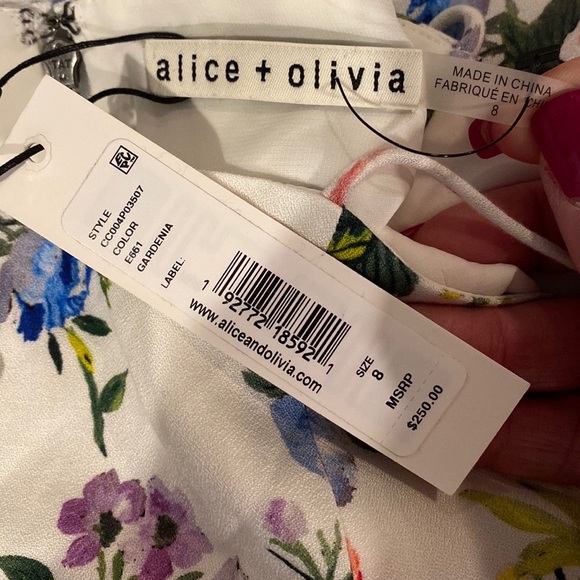 alice + olivia
MADE IN CHINA
FABRIQUÉ EN
8
STYLE
CC004P03507
COLOR
E661
GARDENIA
LABEL:
1 92772 18592 1
www.aliceandolivia.com
SIZE
8
MSRP
$250.00